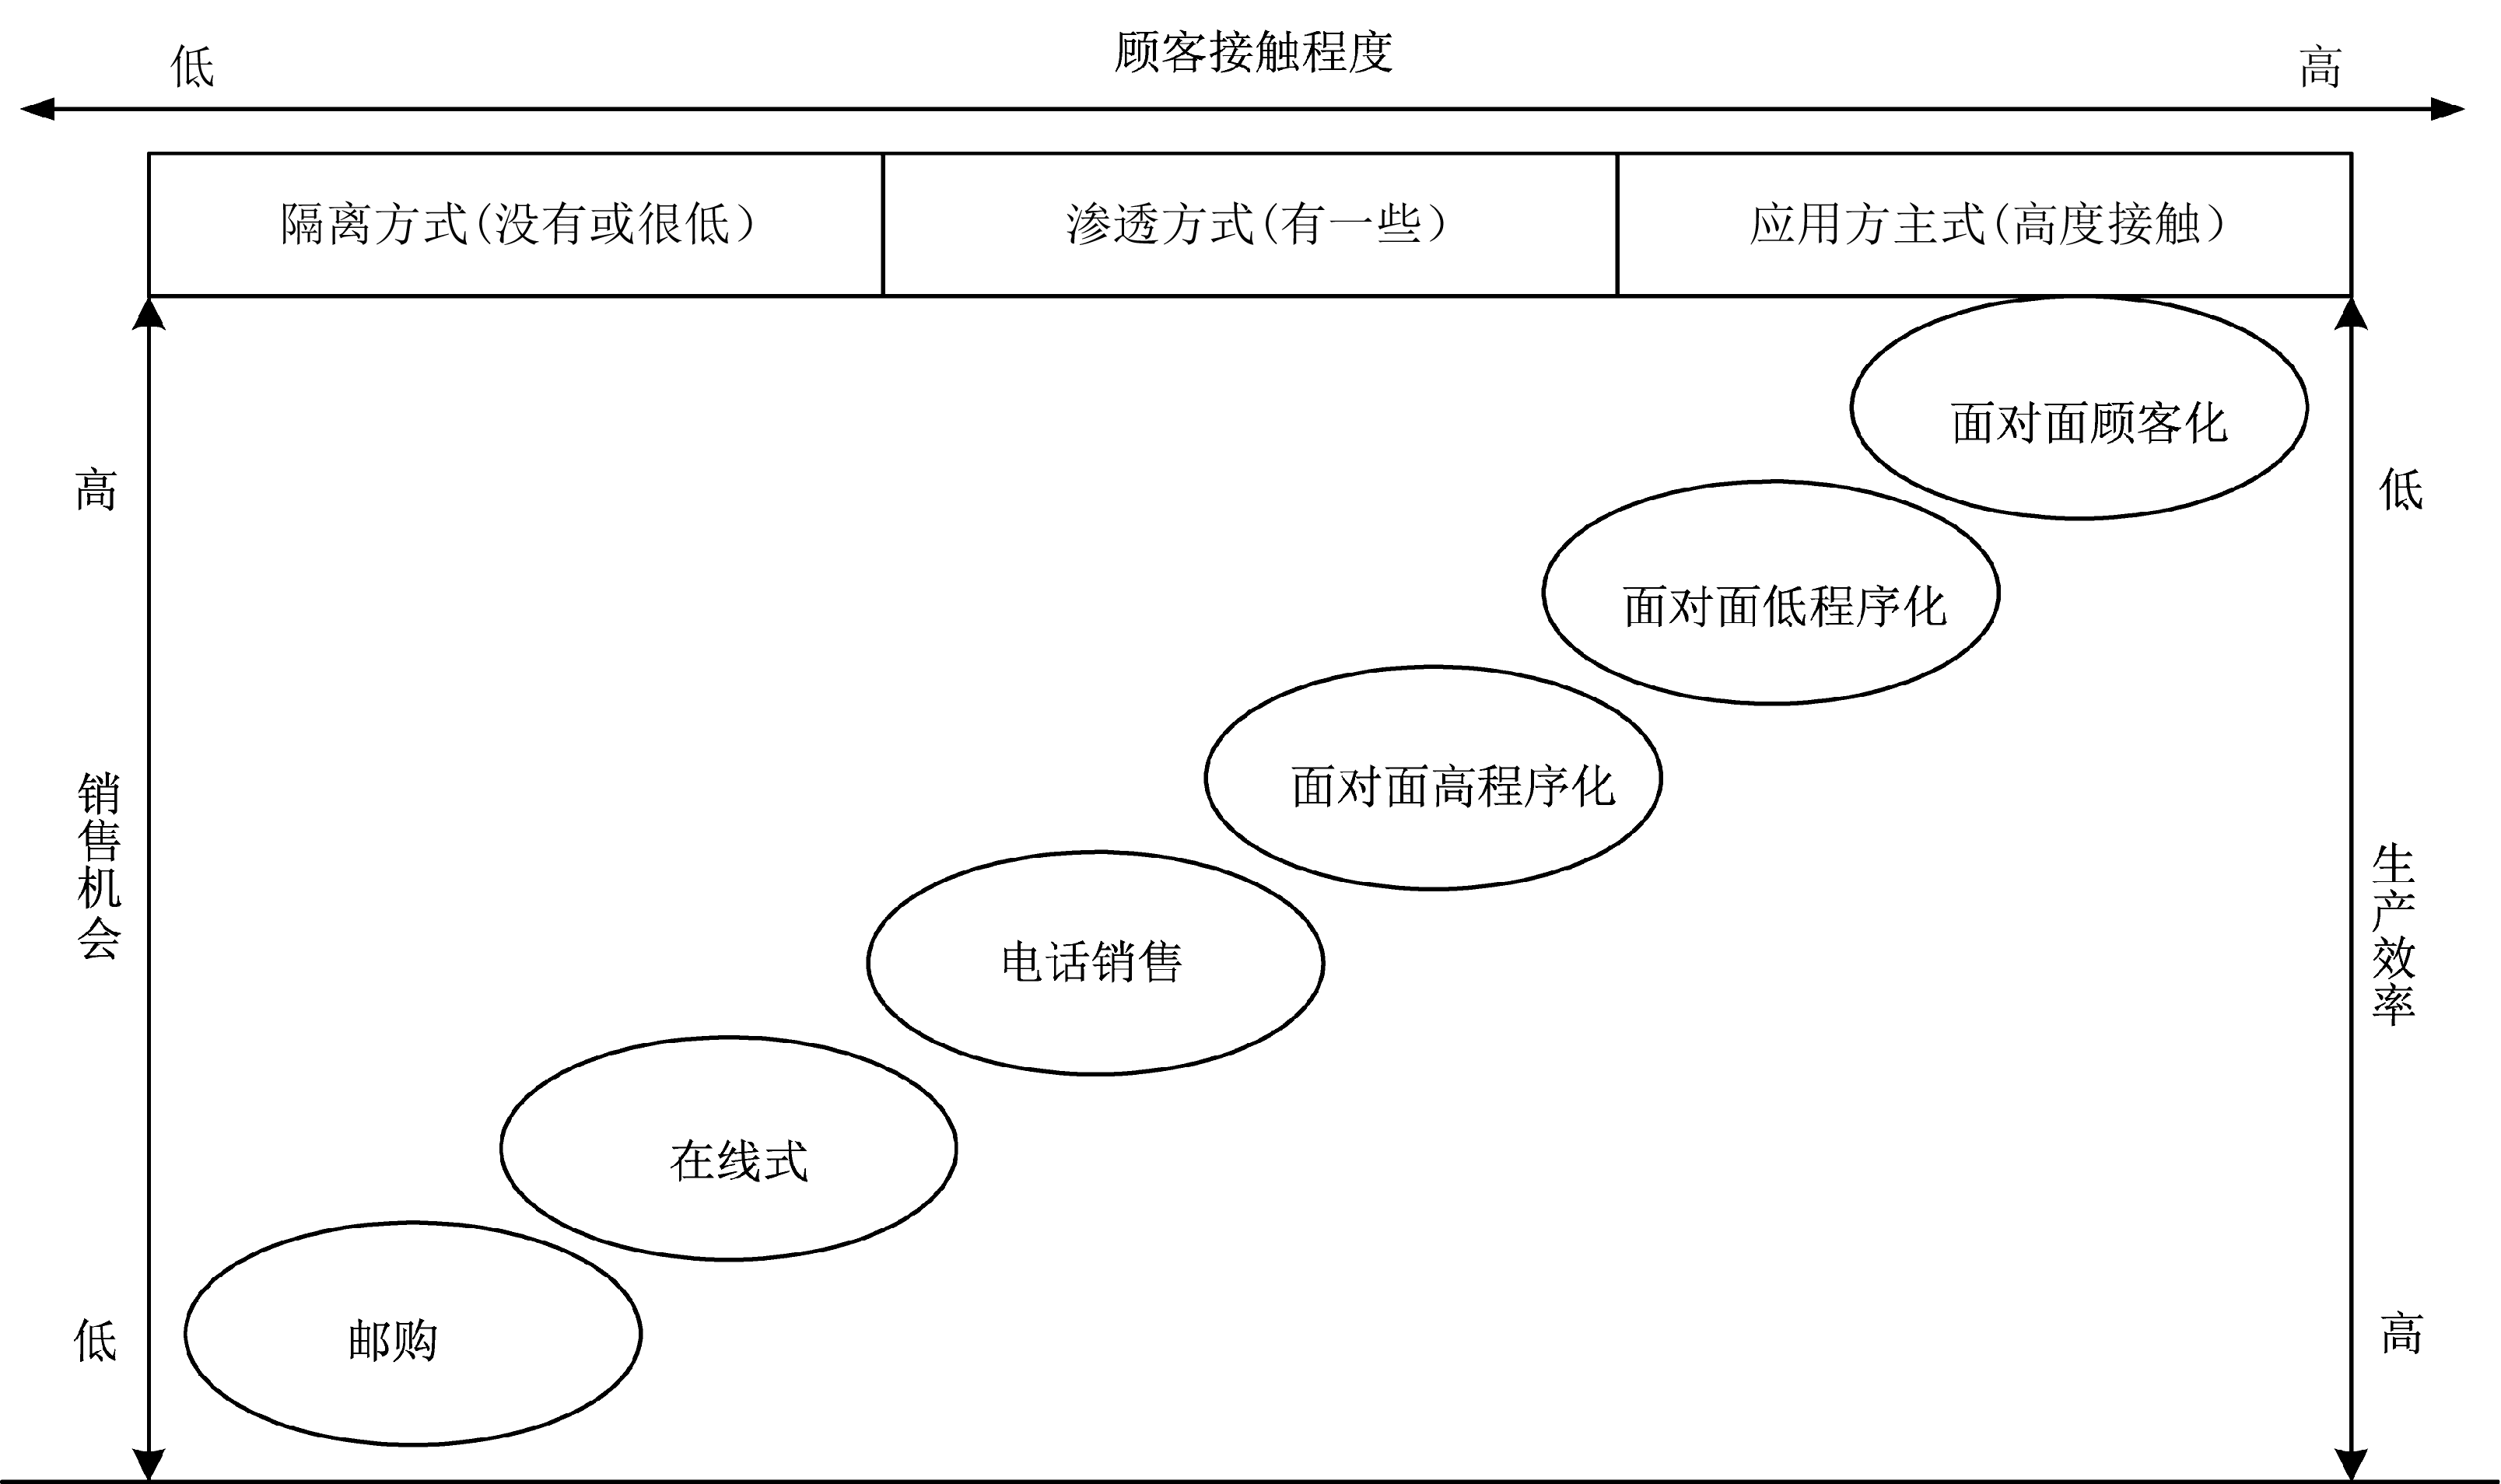 顾客接触程度
低
高
隔离方式(没有或很低)
渗透方式(有一些)
应用方主式(高度接触)
面对面顾客化
高
低
面对面低程序化
面对面高程序化
销售机会
生产效率
电话销售
在线式
邮购
低
高